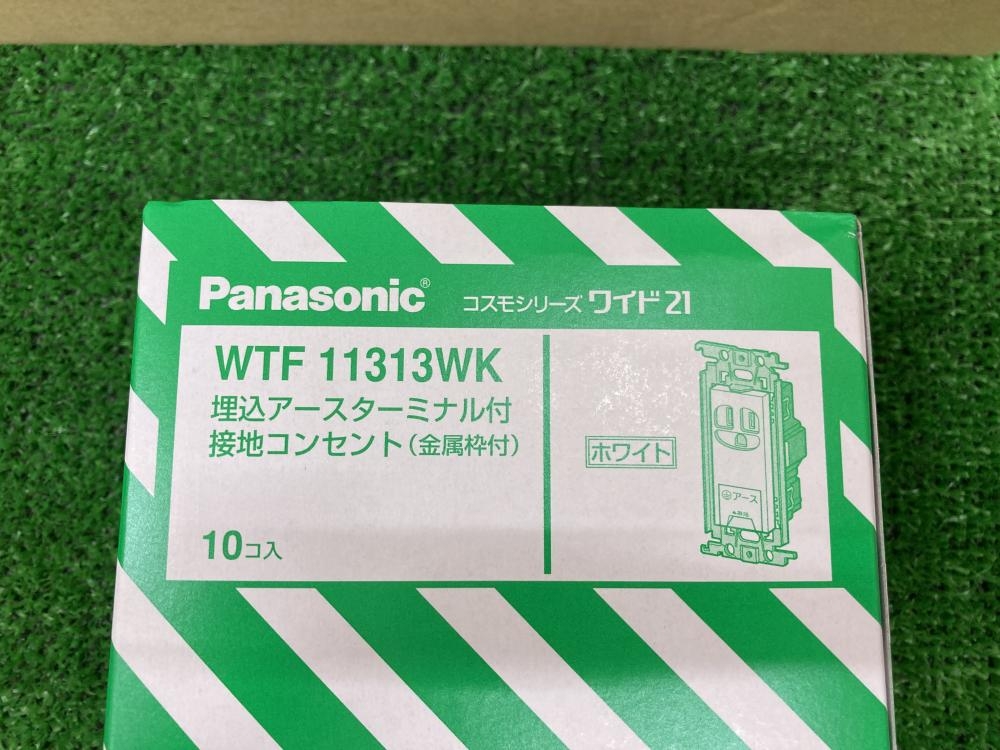 Panasonic® コスモシリーズ ワイド21
WTF 11313WK
埋込アースターミナル付
接地コンセント(金属枠付)
10コ入
ホワイト
アース